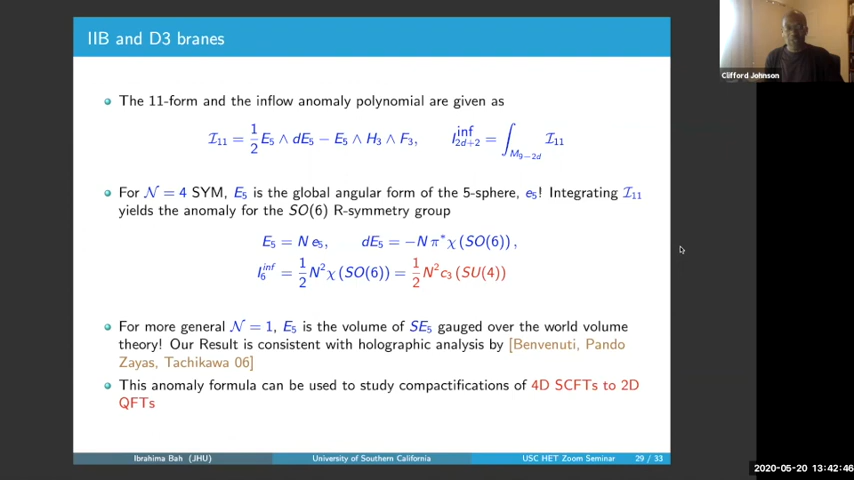 IIB and D3 branes
Clifford Johnson
The 11-form and the inflow anomaly polynomial are given as
𝓘₁₁ = 1/2 E₅ ∧ dE₅ − E₅ ∧ H₃ ∧ F₃, I^inf_{2d+2} = ∫_{M_{9−2d}} 𝓘₁₁
For 𝒩 = 4 SYM, E₅ is the global angular form of the 5-sphere, e₅! Integrating 𝓘₁₁
yields the anomaly for the SO(6) R-symmetry group
E₅ = N e₅, dE₅ = −N π*χ(SO(6)),
I₆^inf = 1/2 N²χ(SO(6)) = 1/2 N²c₃(SU(4))
For more general 𝒩 = 1, E₅ is the volume of SE₅ gauged over the world volume
theory! Our Result is consistent with holographic analysis by [Benvenuti, Pando
Zayas, Tachikawa 06]
This anomaly formula can be used to study compactifications of 4D SCFTs to 2D
QFTs
Ibrahima Bah (JHU) University of Southern California USC HET Zoom Seminar 29 / 33
2020-05-20 13:42:46